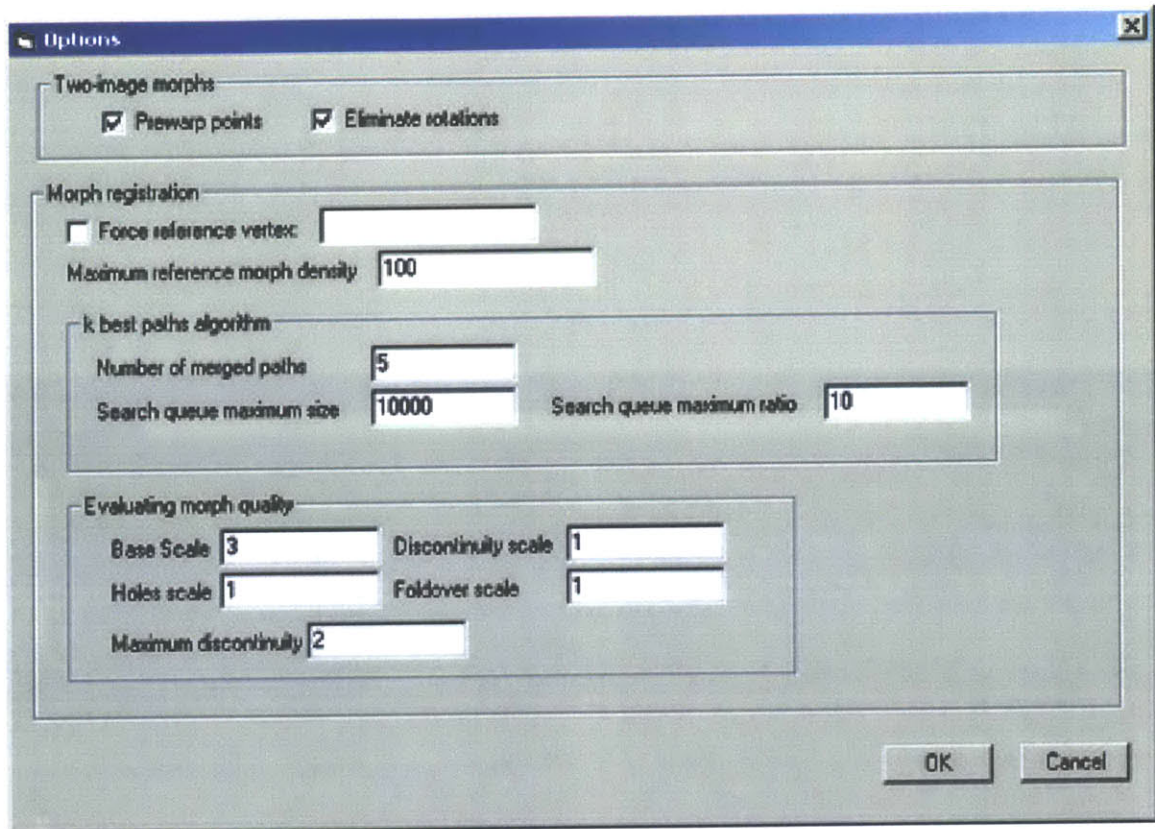 Options
Two-image morphs
Prewarp points Eliminate rotations
Morph registration
Force reference vertex:
Maximum reference morph density 100
k best paths algorithm
Number of merged paths 5
Search queue maximum size 10000 Search queue maximum ratio 10
Evaluating morph quality
Base Scale 3 Discontinuity scale 1
Holes scale 1 Foldover scale 1
Maximum discontinuity 2
OK Cancel